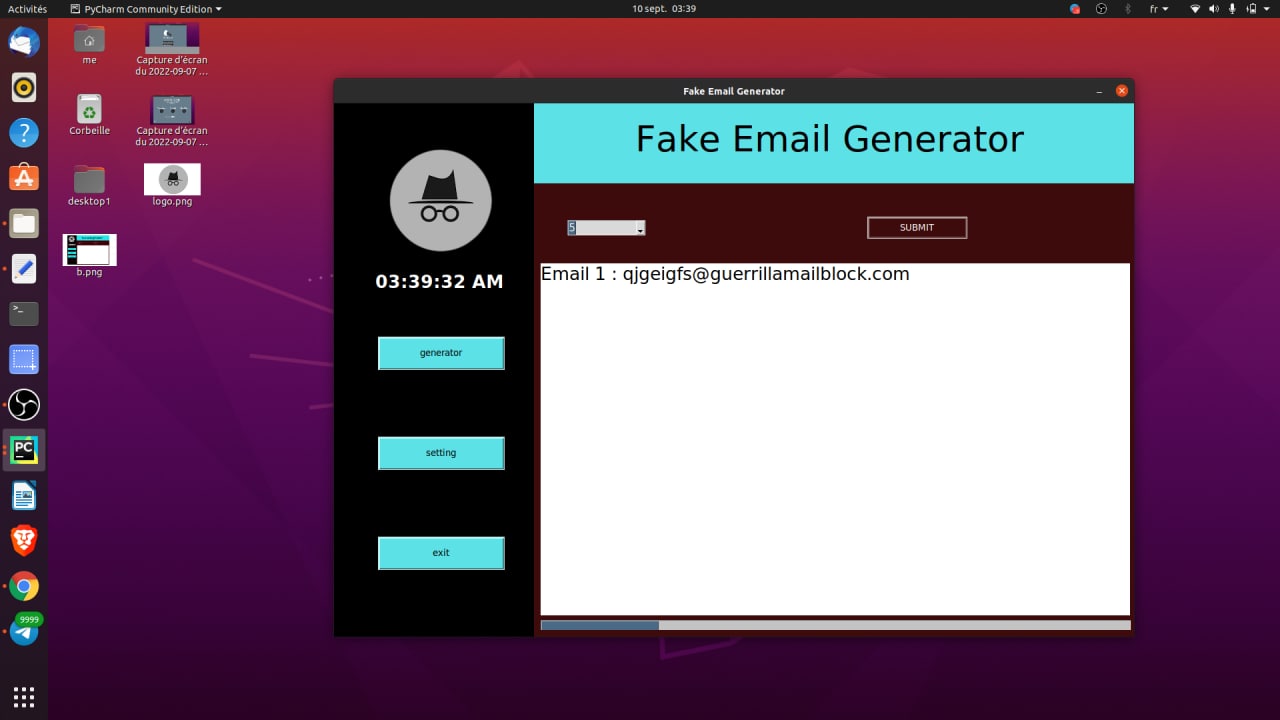 Activités
PyCharm Community Edition
10 sept. 03:39
fr
me
Capture d'écran
du 2022-09-07 ...
Corbeille
Capture d'écran
du 2022-09-07 ...
desktop1
logo.png
b.png
PC
9999
Fake Email Generator
Fake Email Generator
5
SUBMIT
03:39:32 AM
Email 1 : qjgeigfs@guerrillamailblock.com
generator
setting
exit